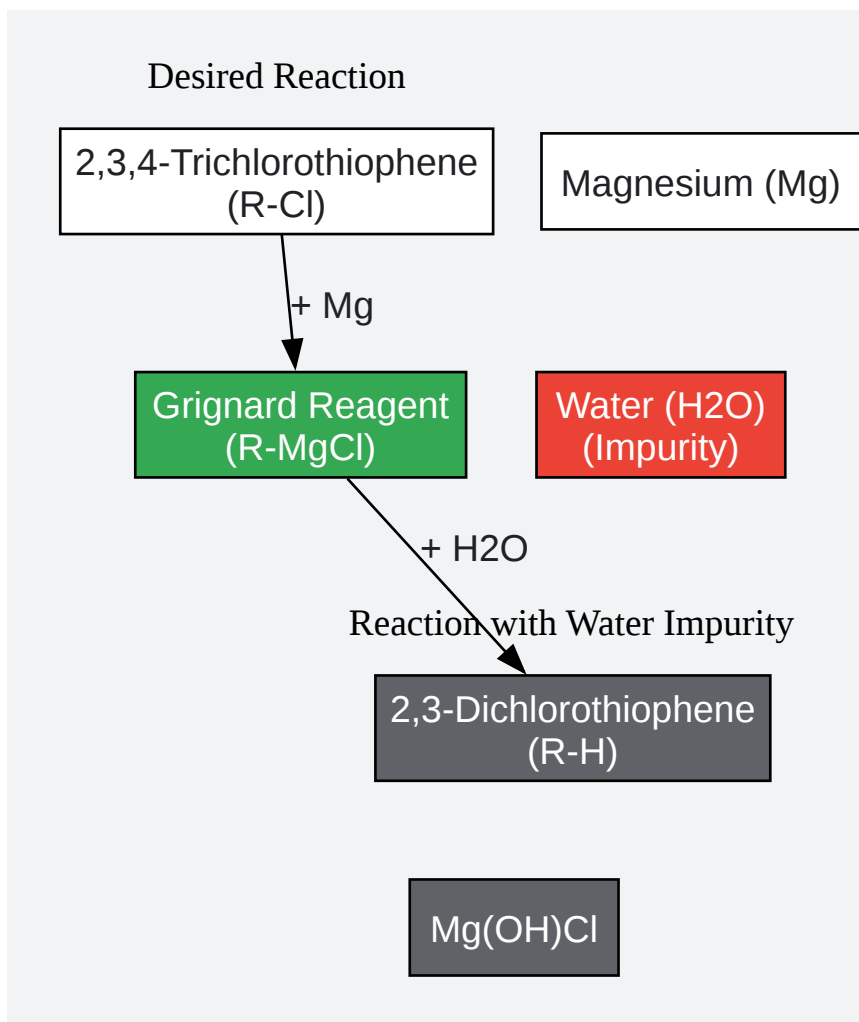 Desired Reaction
2,3,4-Trichlorothiophene
(R-Cl)
Magnesium (Mg)
+ Mg
Grignard Reagent
(R-MgCl)
Water (H2O)
(Impurity)
+ H2O
Reaction with Water Impurity
2,3-Dichlorothiophene
(R-H)
Mg(OH)Cl